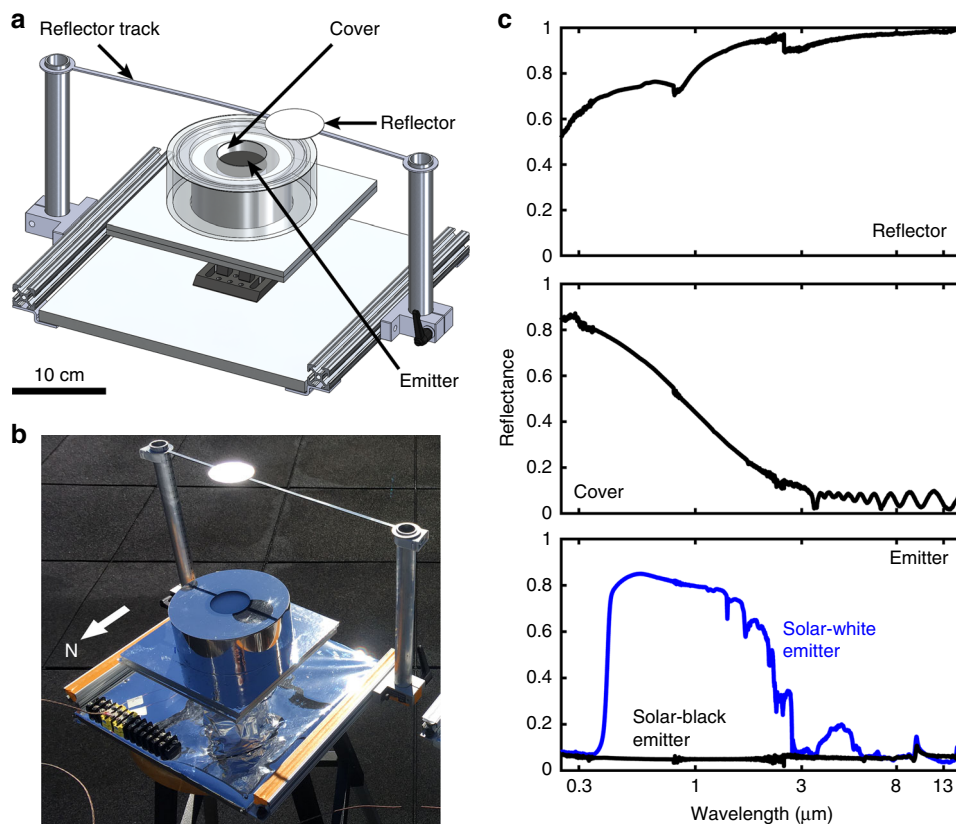 a
Reflector track
Cover
Reflector
Emitter
10 cm
b
N
c
Reflectance
1
0.8
0.6
0.4
0.2
0
Reflector
1
0.8
0.6
0.4
0.2
0
Cover
1
0.8
0.6
0.4
0.2
0
Emitter
Solar-white
emitter
Solar-black
emitter
0.3
1
3
8
13
Wavelength (μm)